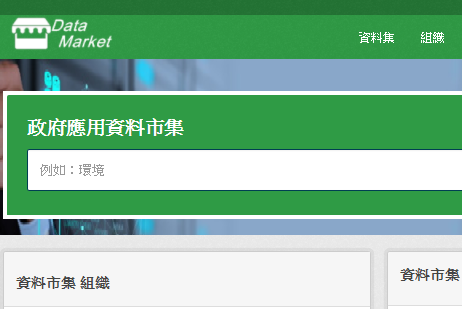 Data
Market
資料集 組織
政府應用資料市集
例如：環境
資料市集 組織
資料市集